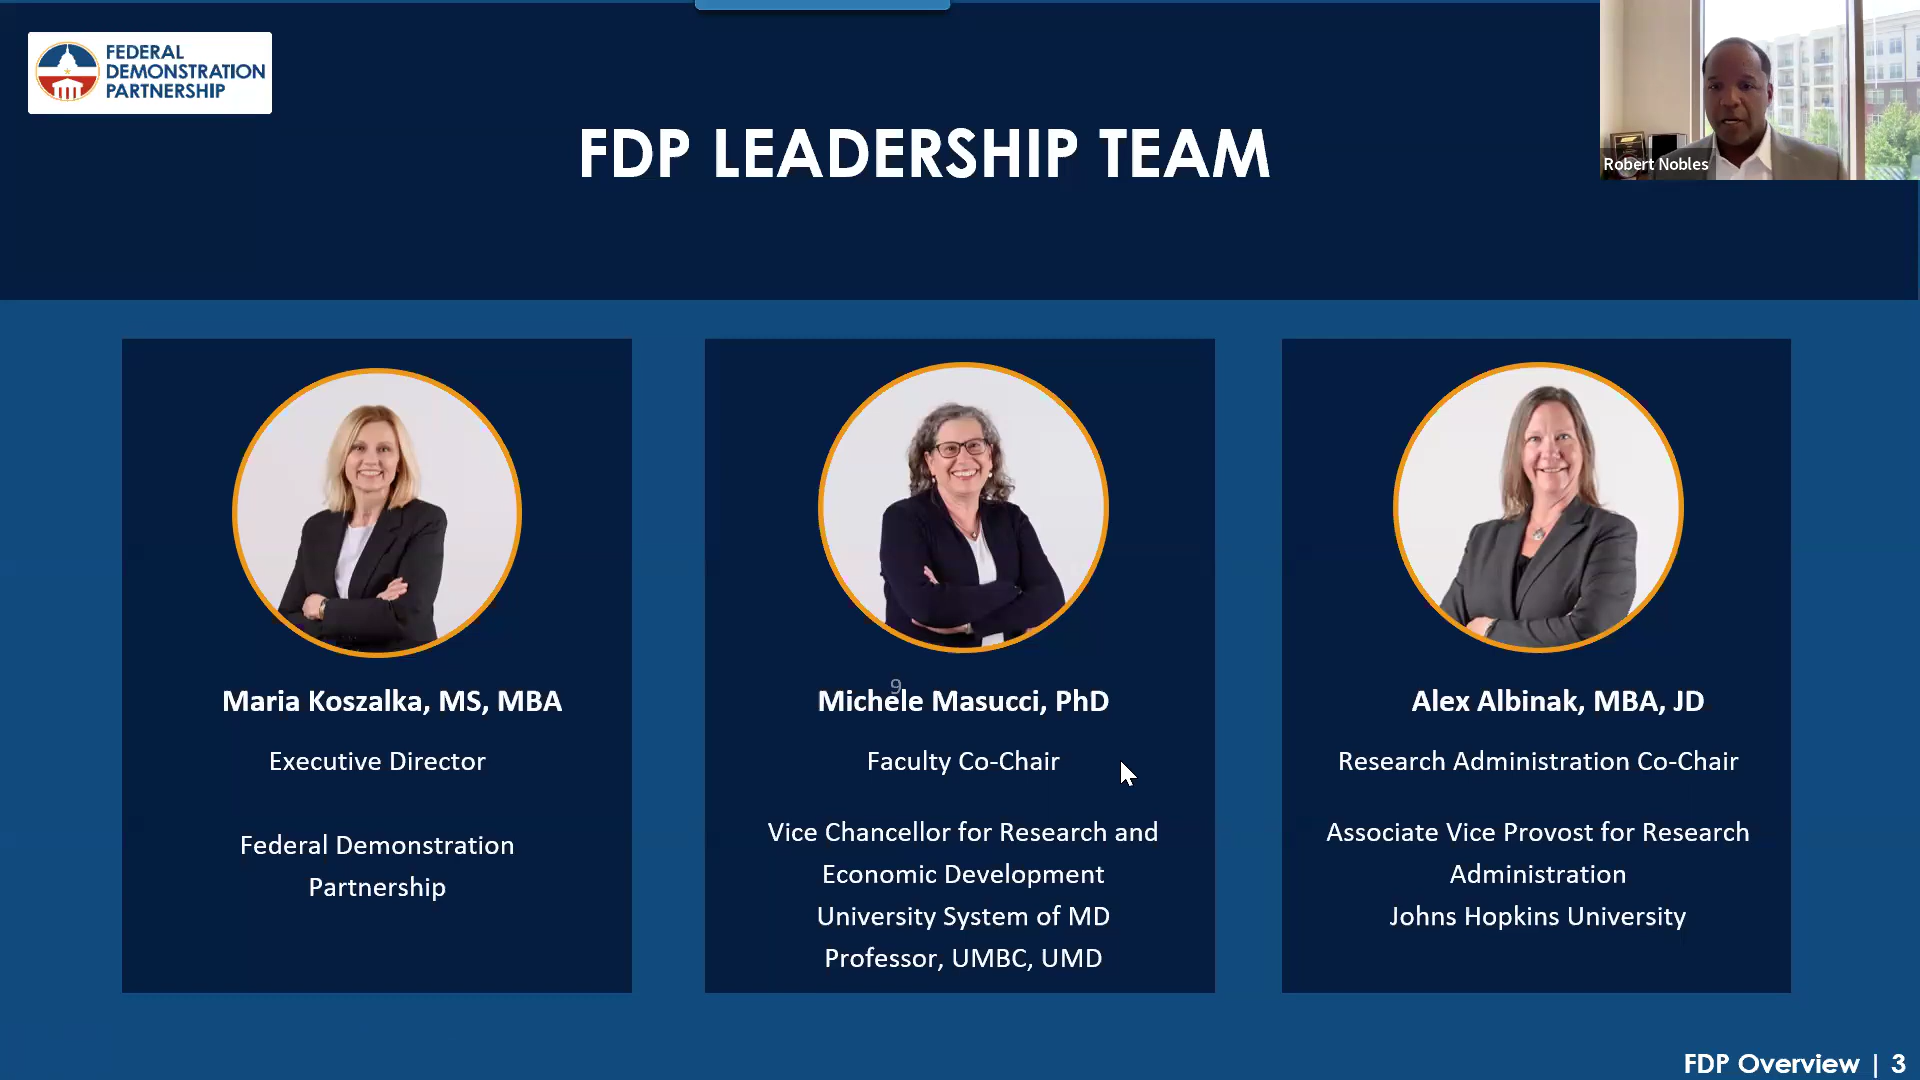 FEDERAL
DEMONSTRATION
PARTNERSHIP
FDP LEADERSHIP TEAM
Robert Nobles
Maria Koszalka, MS, MBA
Executive Director
Federal Demonstration
Partnership
9
Michele Masucci, PhD
Faculty Co-Chair
Vice Chancellor for Research and
Economic Development
University System of MD
Professor, UMBC, UMD
Alex Albinak, MBA, JD
Research Administration Co-Chair
Associate Vice Provost for Research
Administration
Johns Hopkins University
FDP Overview | 3